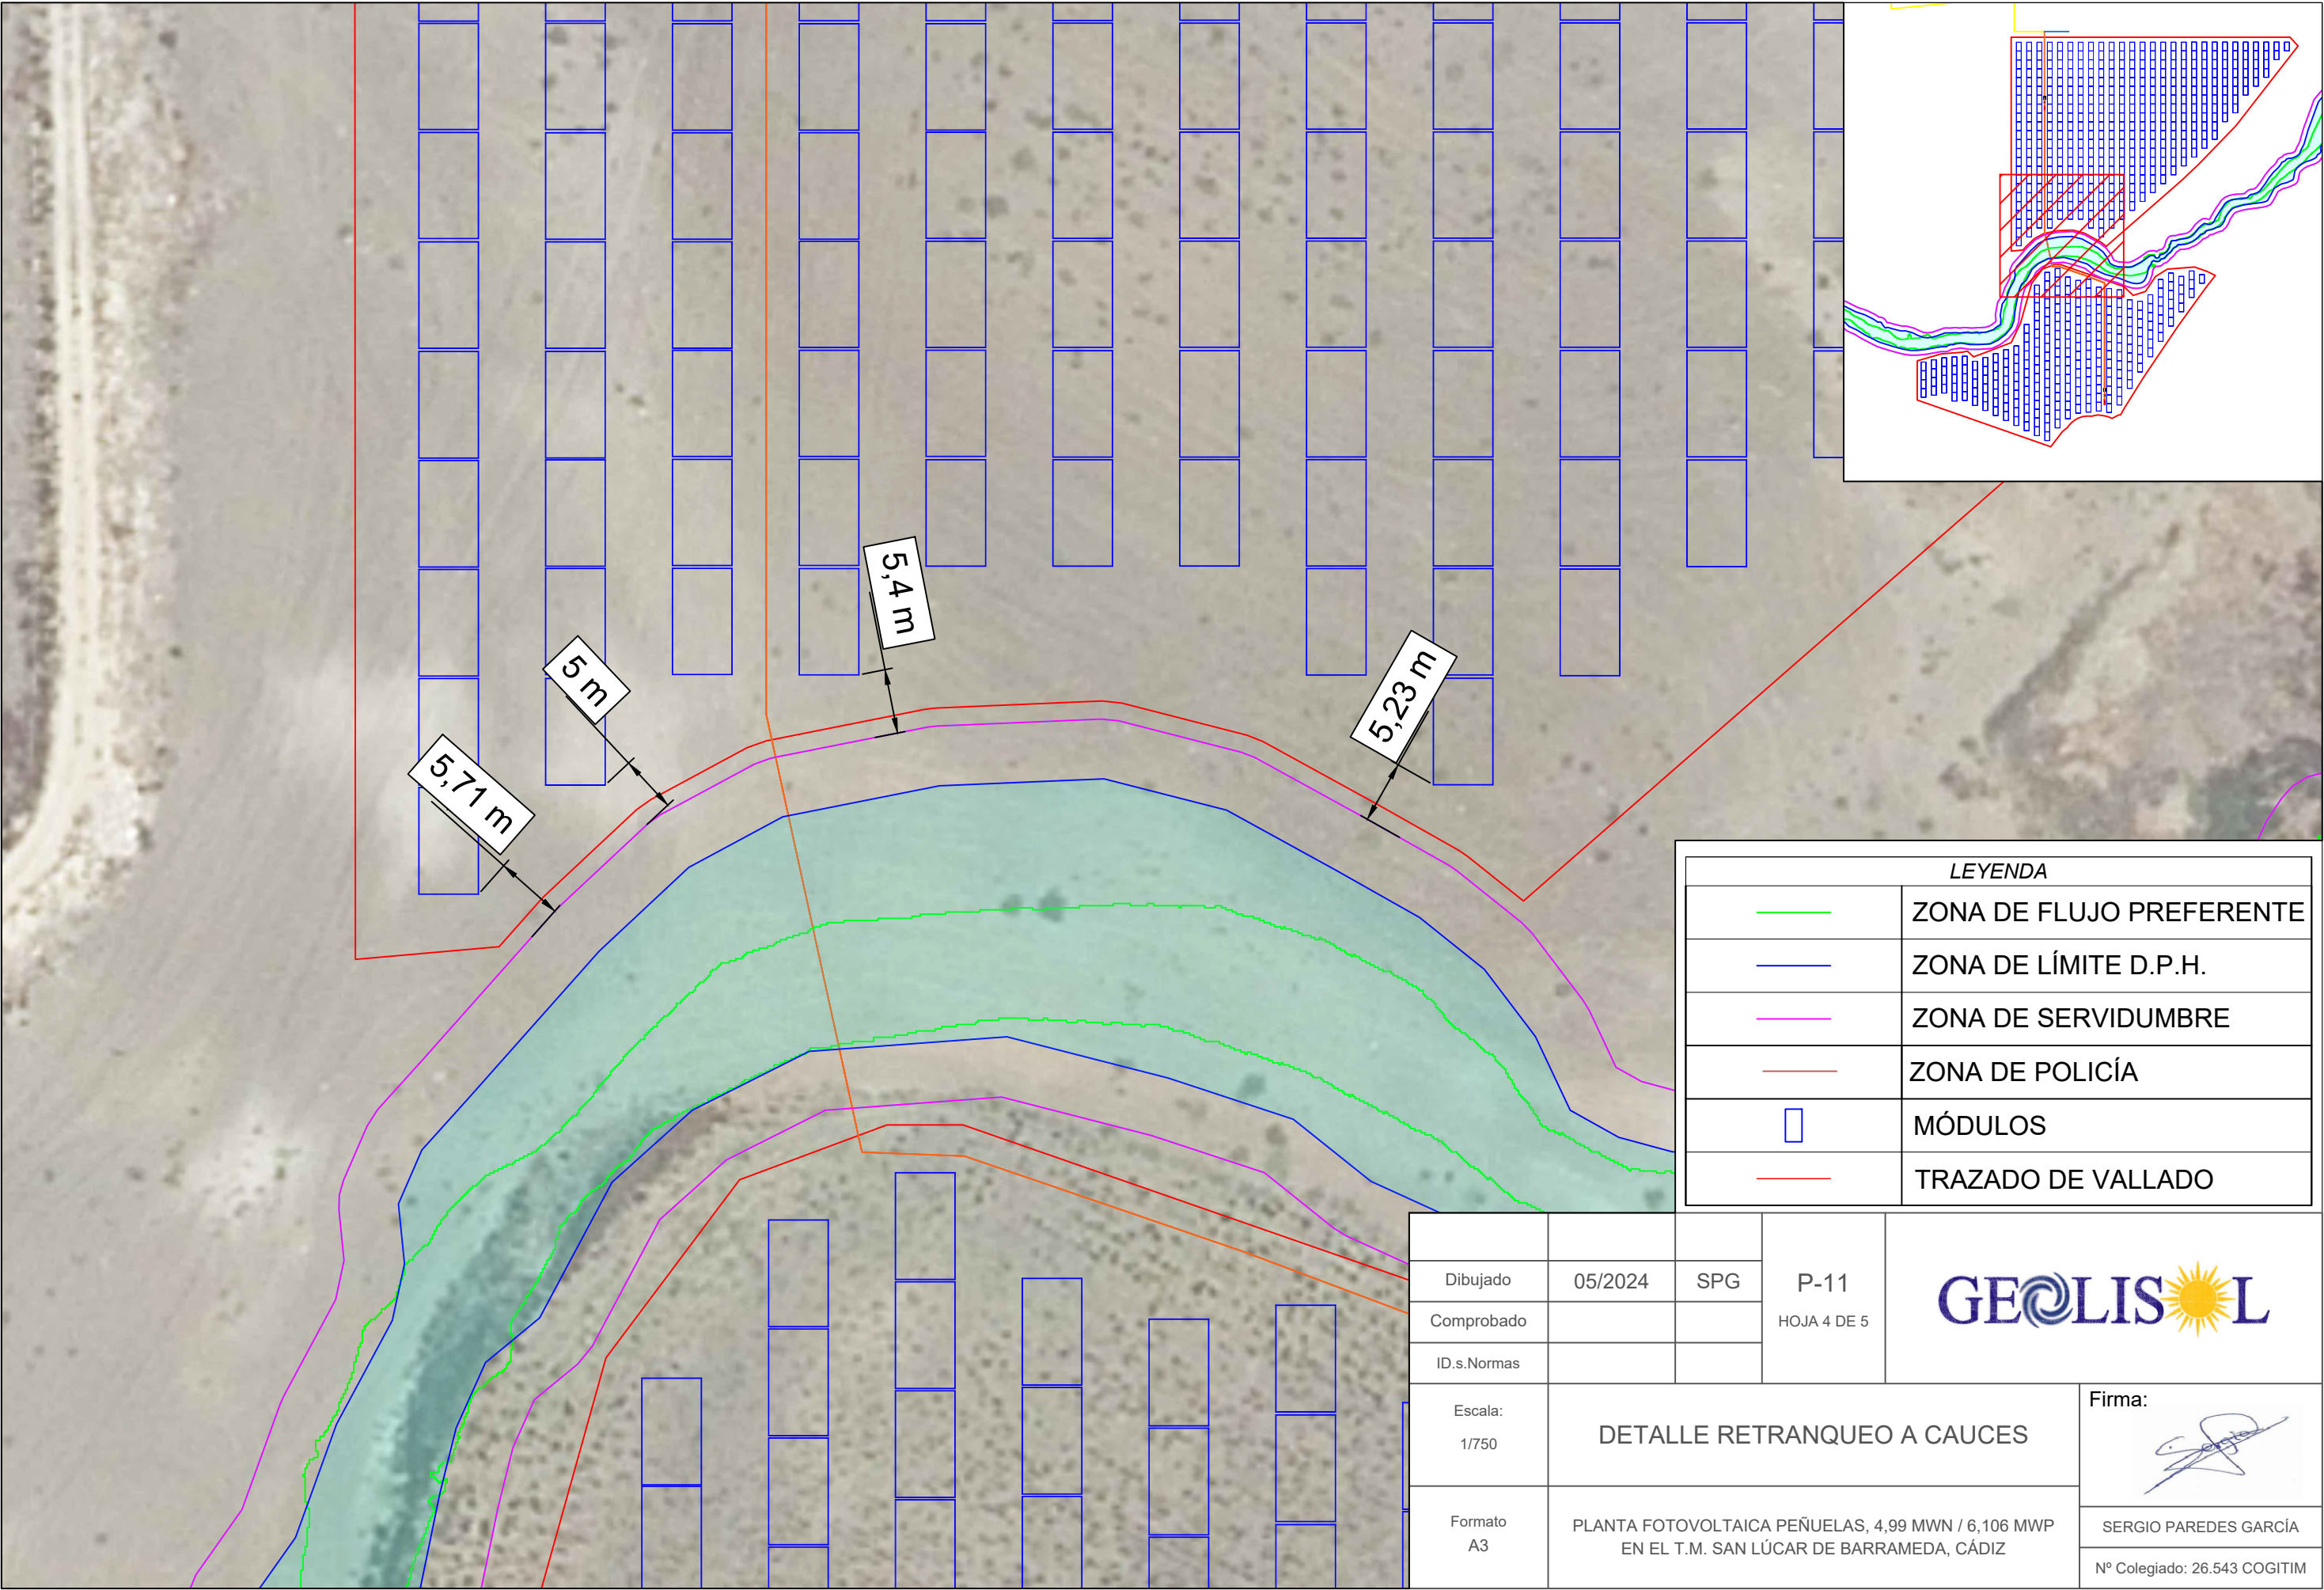 5,4 m
5 m
5,23 m
5,71 m
LEYENDA
ZONA DE FLUJO PREFERENTE
ZONA DE LÍMITE D.P.H.
ZONA DE SERVIDUMBRE
ZONA DE POLICÍA
MÓDULOS
TRAZADO DE VALLADO
Dibujado 05/2024 SPG
P-11
HOJA 4 DE 5
Comprobado
ID.s.Normas
GEOLISOL
Escala:
1/750
DETALLE RETRANQUEO A CAUCES
Firma:
Formato
A3
PLANTA FOTOVOLTAICA PEÑUELAS, 4,99 MWN / 6,106 MWP
EN EL T.M. SAN LÚCAR DE BARRAMEDA, CÁDIZ
SERGIO PAREDES GARCÍA
Nº Colegiado: 26.543 COGITIM